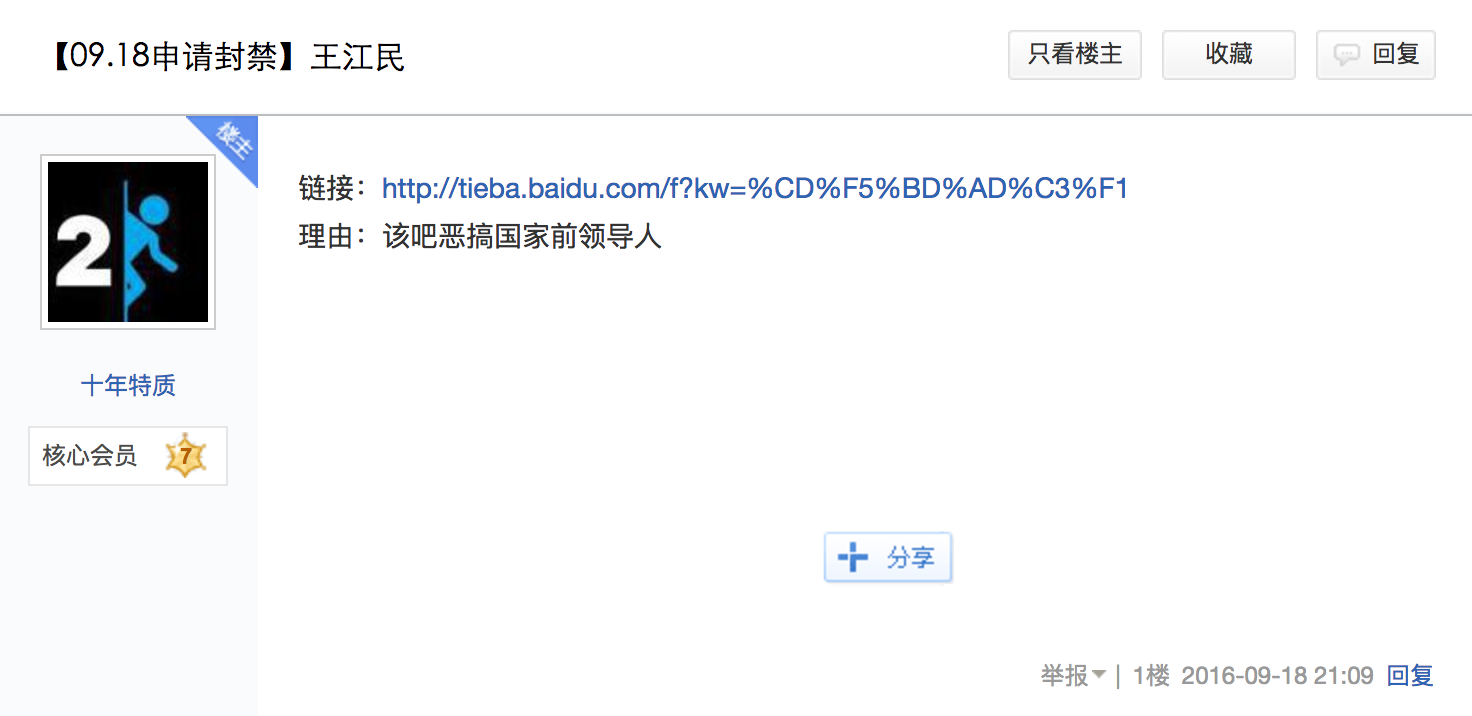 【09.18申请封禁】王江民
只看楼主
收藏
回复
楼主
2
链接：http://tieba.baidu.com/f?kw=%CD%F5%BD%AD%C3%F1
理由：该吧恶搞国家前领导人
十年特质
核心会员 7
分享
举报 | 1楼 2016-09-18 21:09 回复